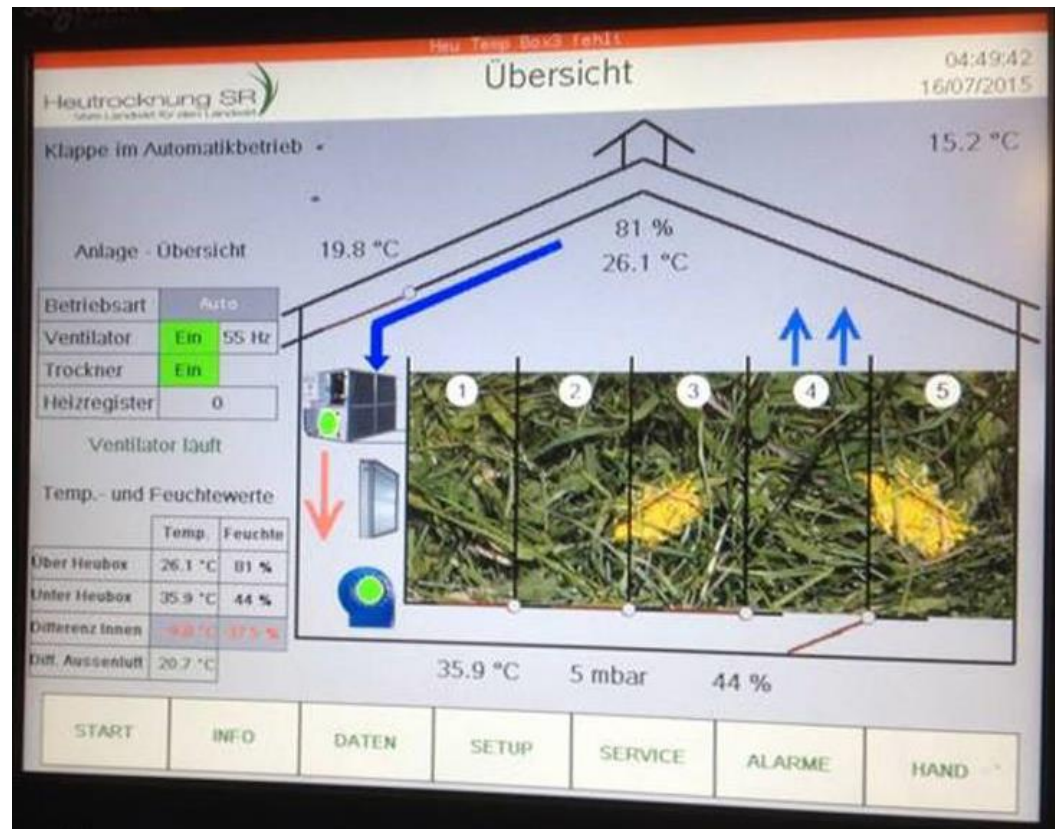 Heu Temp Box3 fehlt
Heutrocknung SR
Übersicht
04:49:42
16/07/2015
Klappe im Automatikbetrieb
15.2 °C
Anlage - Übersicht
19.8 °C
81 %
26.1 °C
Betriebsart Auto
Ventilator Ein 55 Hz
Trockner Ein
Heizregister 0
Ventilator läuft
1 2 3 4 5
Temp.- und Feuchtewerte
Temp. Feuchte
Über Heubox 26.1 °C 81 %
Unter Heubox 35.9 °C 44 %
Differenz Innen
Diff. Aussenluft 20.7 °C
35.9 °C 5 mbar 44 %
START INFO DATEN SETUP SERVICE ALARME HAND